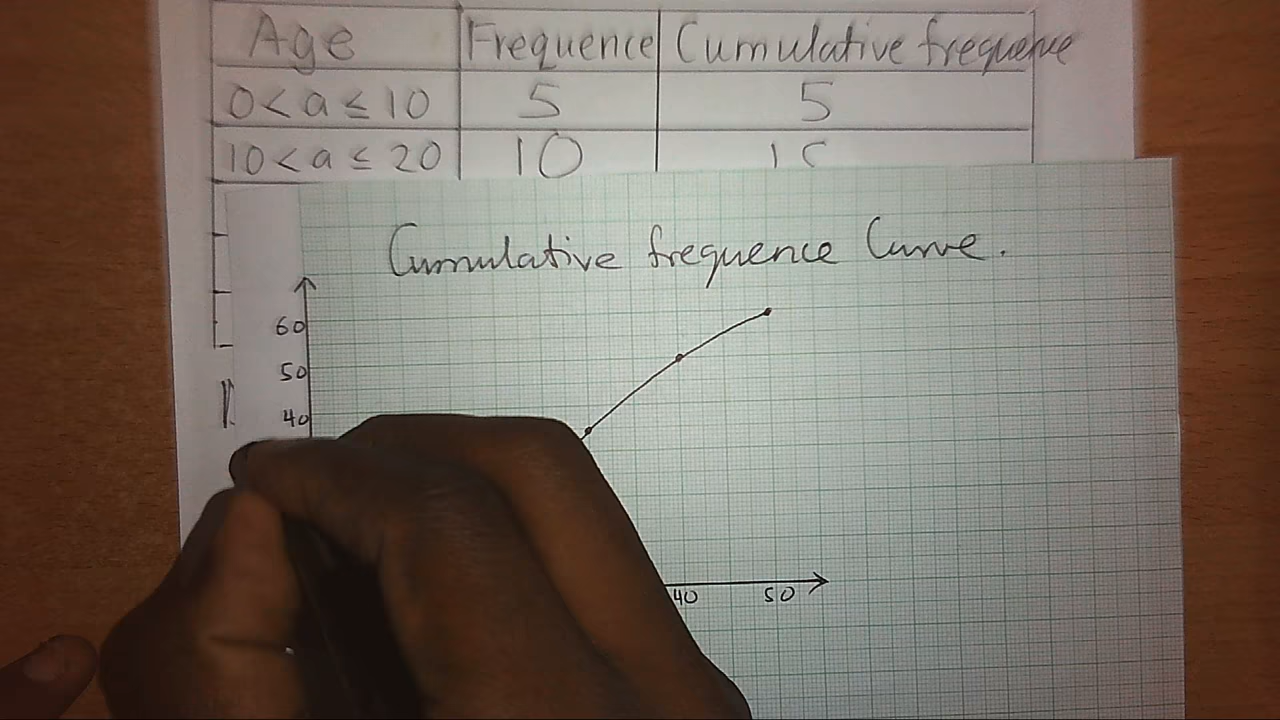 Age Frequence Cumulative frequence
0 < a ≤ 10 5 5
10 < a ≤ 20 10
Cumulative frequence Curve.
60
50
40
40 50